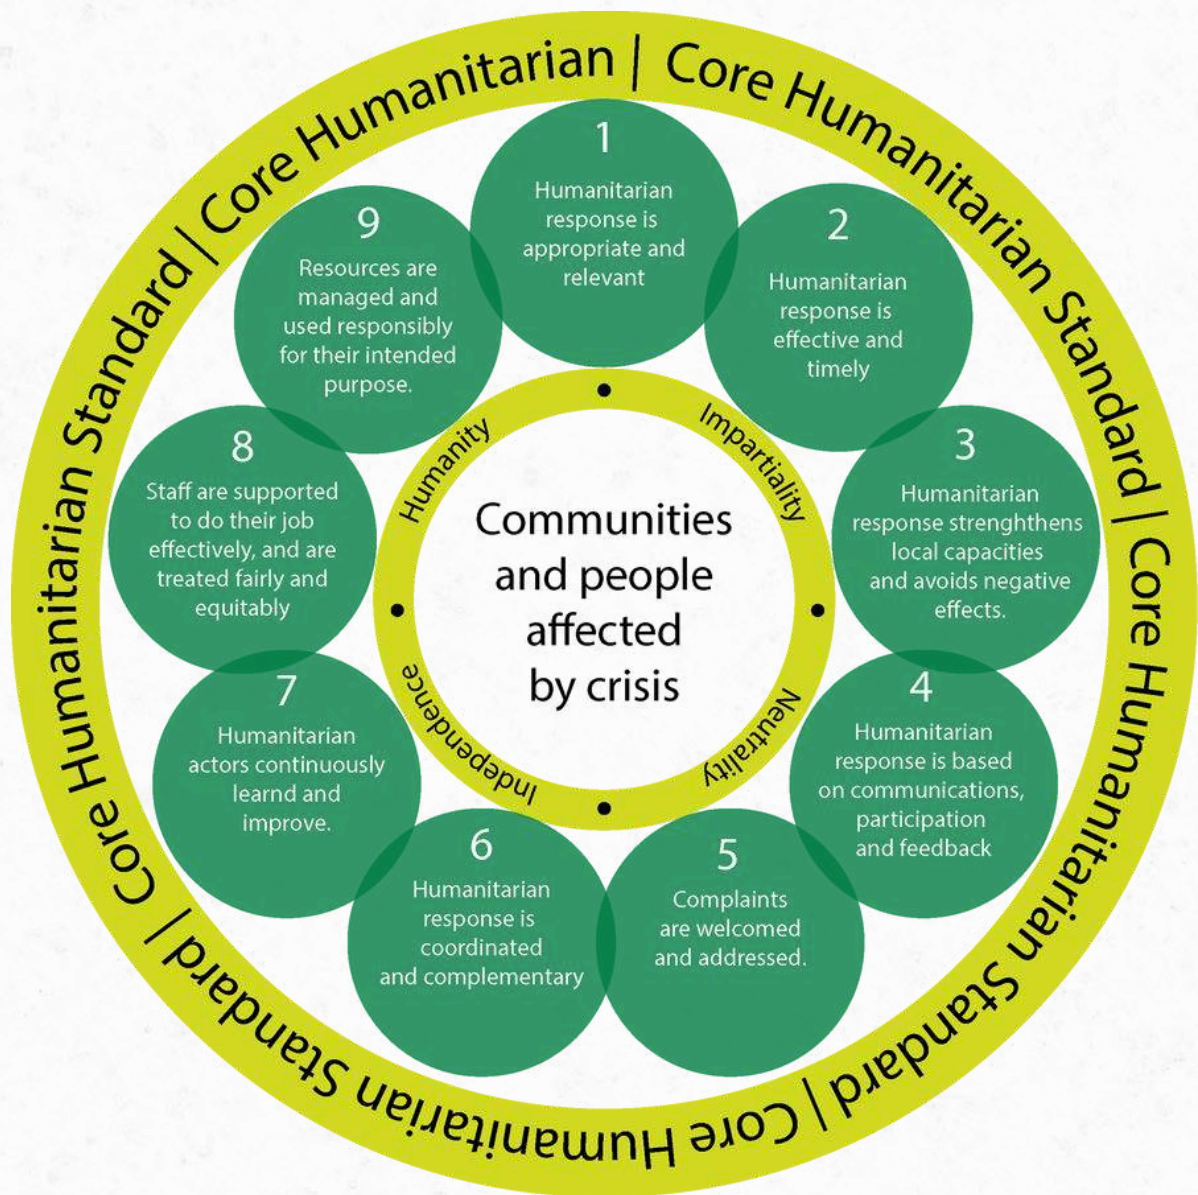 Core Humanitarian Standard | Core Humanitarian Standard | Core Humanitarian Standard | Core Humanitarian Standard | Core Humanitarian |
1
Humanitarian
response is
appropriate and
relevant
2
Humanitarian
response is
effective and
timely
3
Humanitarian
response strenghthens
local capacities
and avoids negative
effects.
4
Humanitarian
response is based
on communications,
participation
and feedback
5
Complaints
are welcomed
and addressed.
6
Humanitarian
response is
coordinated
and complementary
7
Humanitarian
actors continuously
learnd and
improve.
8
Staff are supported
to do their job
effectively, and are
treated fairly and
equitably
9
Resources are
managed and
used responsibly
for their intended
purpose.
Humanity
Impartiality
Neutrality
Independence
Communities
and people
affected
by crisis